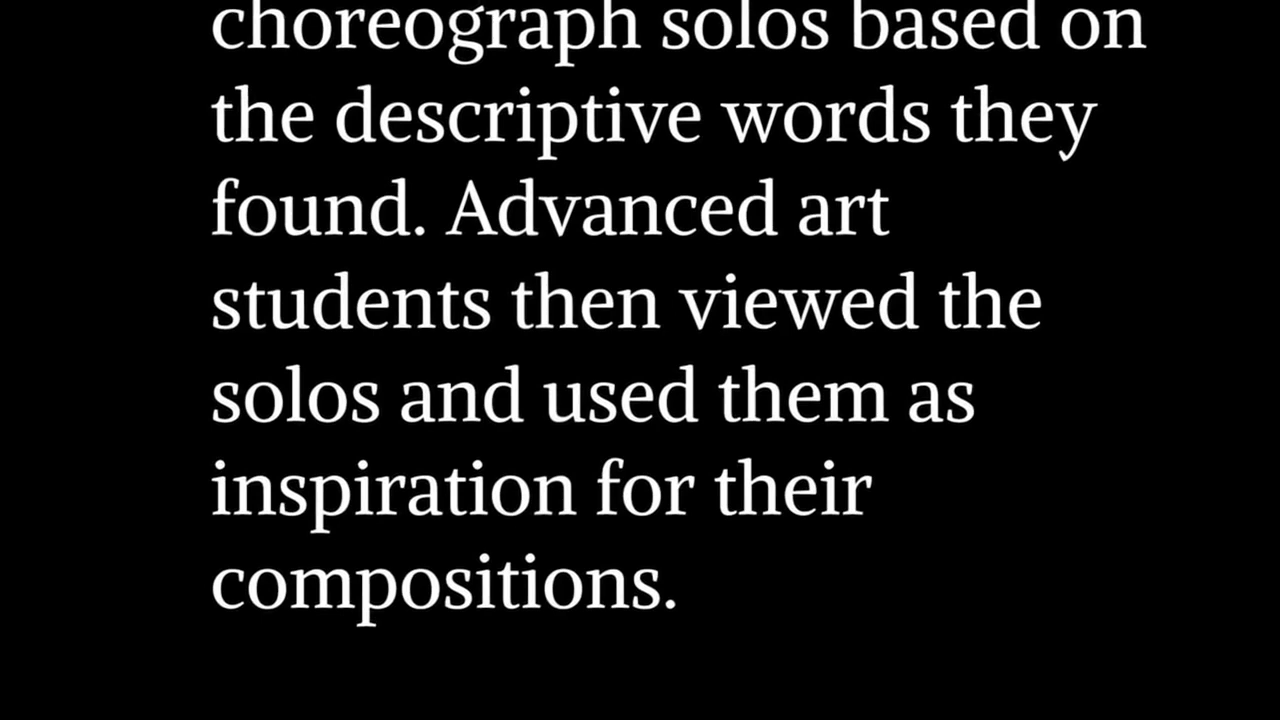 choreograph solos based on
the descriptive words they
found. Advanced art
students then viewed the
solos and used them as
inspiration for their
compositions.